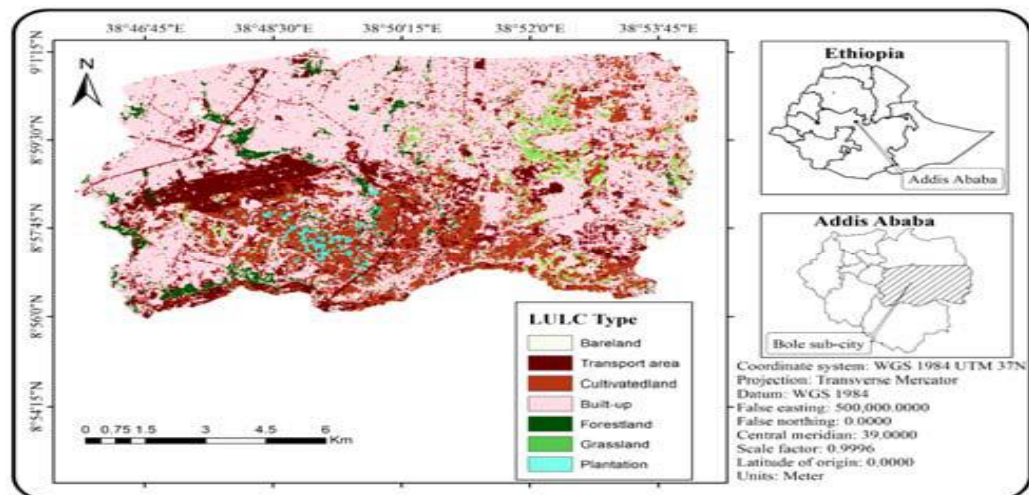 38°46'45"E 38°48'30"E 38°50'15"E 38°52'0"E 38°53'45"E
9°1'15"N
8°59'30"N
8°57'45"N
8°56'0"N
8°54'15"N
N
LULC Type
Bareland
Transport area
Cultivatedland
Built-up
Forestland
Grassland
Plantation
0 0.75 1.5 3 4.5 6
Km
Ethiopia
Addis Ababa
Addis Ababa
Bole sub-city
Coordinate system: WGS 1984 UTM 37N
Projection: Transverse Mercator
Datum: WGS 1984
False easting: 500,000.0000
False northing: 0.0000
Central meridian: 39.0000
Scale factor: 0.9996
Latitude of origin: 0.0000
Units: Meter